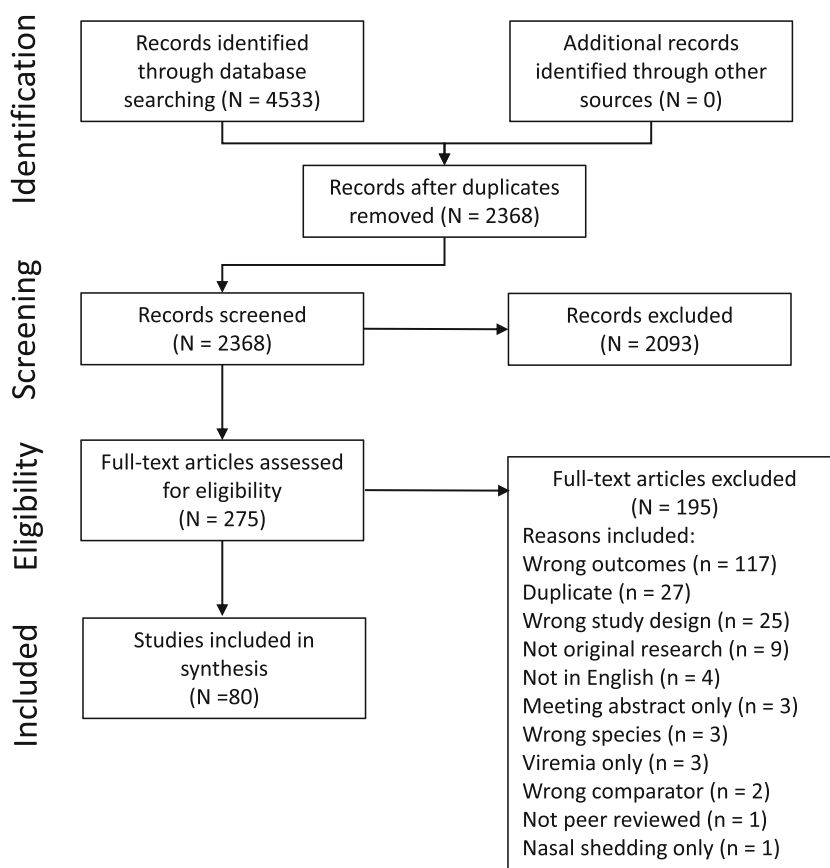 Identification
Records identified
through database
searching (N = 4533)
Additional records
identified through other
sources (N = 0)
Records after duplicates
removed (N = 2368)
Screening
Records screened
(N = 2368)
Records excluded
(N = 2093)
Eligibility
Full-text articles assessed
for eligibility
(N = 275)
Full-text articles excluded
(N = 195)
Reasons included:
Wrong outcomes (n = 117)
Duplicate (n = 27)
Wrong study design (n = 25)
Not original research (n = 9)
Not in English (n = 4)
Meeting abstract only (n = 3)
Wrong species (n = 3)
Viremia only (n = 3)
Wrong comparator (n = 2)
Not peer reviewed (n = 1)
Nasal shedding only (n = 1)
Included
Studies included in
synthesis
(N =80)